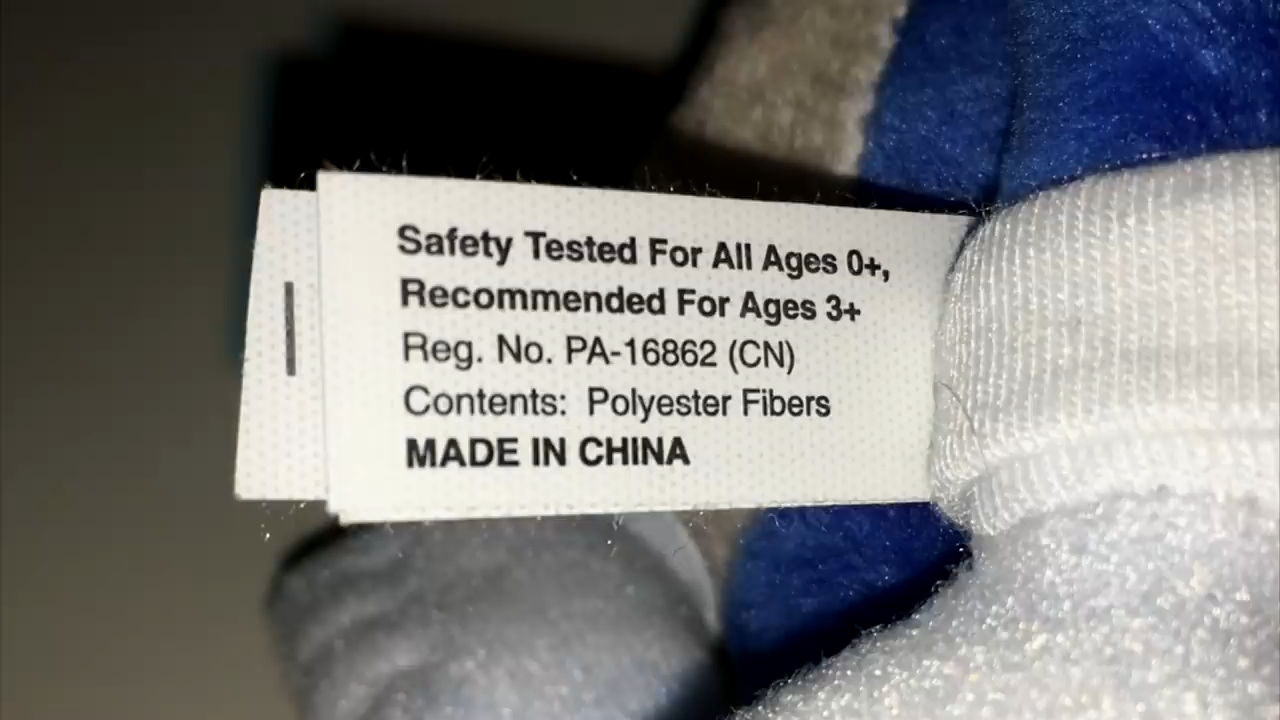 Safety Tested For All Ages 0+,
Recommended For Ages 3+
Reg. No. PA-16862 (CN)
Contents: Polyester Fibers
MADE IN CHINA